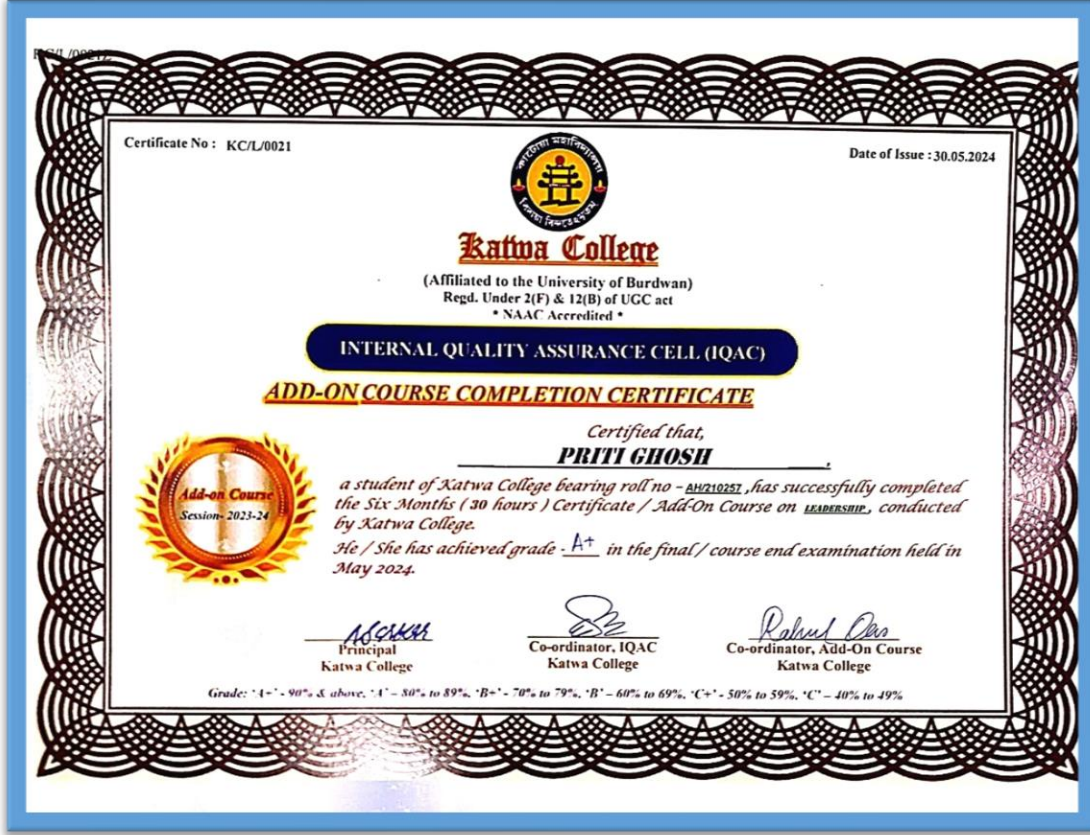 Certificate No : KC/L/0021
Date of Issue : 30.05.2024
কাটোয়া মহাবিদ্যালয়
Katwa College
(Affiliated to the University of Burdwan)
Regd. Under 2(F) & 12(B) of UGC act
* NAAC Accredited *
INTERNAL QUALITY ASSURANCE CELL (IQAC)
ADD-ON COURSE COMPLETION CERTIFICATE
Certified that,
PRITI GHOSH,
Add-on Course
Session- 2023-24
a student of Katwa College bearing roll no - AH/210257 ,has successfully completed
the Six Months ( 30 hours ) Certificate / Add-On Course on LEADERSHIP, conducted
by Katwa College.
He / She has achieved grade - A+ in the final / course end examination held in
May 2024.
Rahul Das
Principal
Katwa College
Co-ordinator, IQAC
Katwa College
Co-ordinator, Add-On Course
Katwa College
Grade: 'A+' - 90% & above, 'A' – 80% to 89%, 'B+' - 70% to 79%, 'B' – 60% to 69%, 'C+' - 50% to 59%, 'C' – 40% to 49%